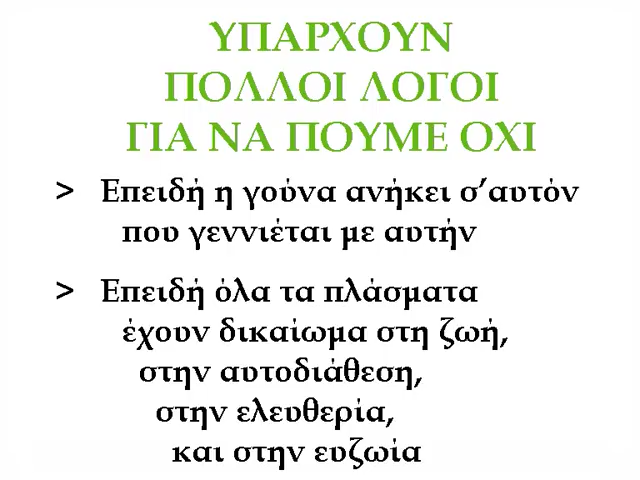 ΥΠΑΡΧΟΥΝ
ΠΟΛΛΟΙ ΛΟΓΟΙ
ΓΙΑ ΝΑ ΠΟΥΜΕ ΟΧΙ
> Επειδή η γούνα ανήκει σ'αυτόν
που γεννιέται με αυτήν
> Επειδή όλα τα πλάσματα
έχουν δικαίωμα στη ζωή,
στην αυτοδιάθεση,
στην ελευθερία,
και στην ευζωία